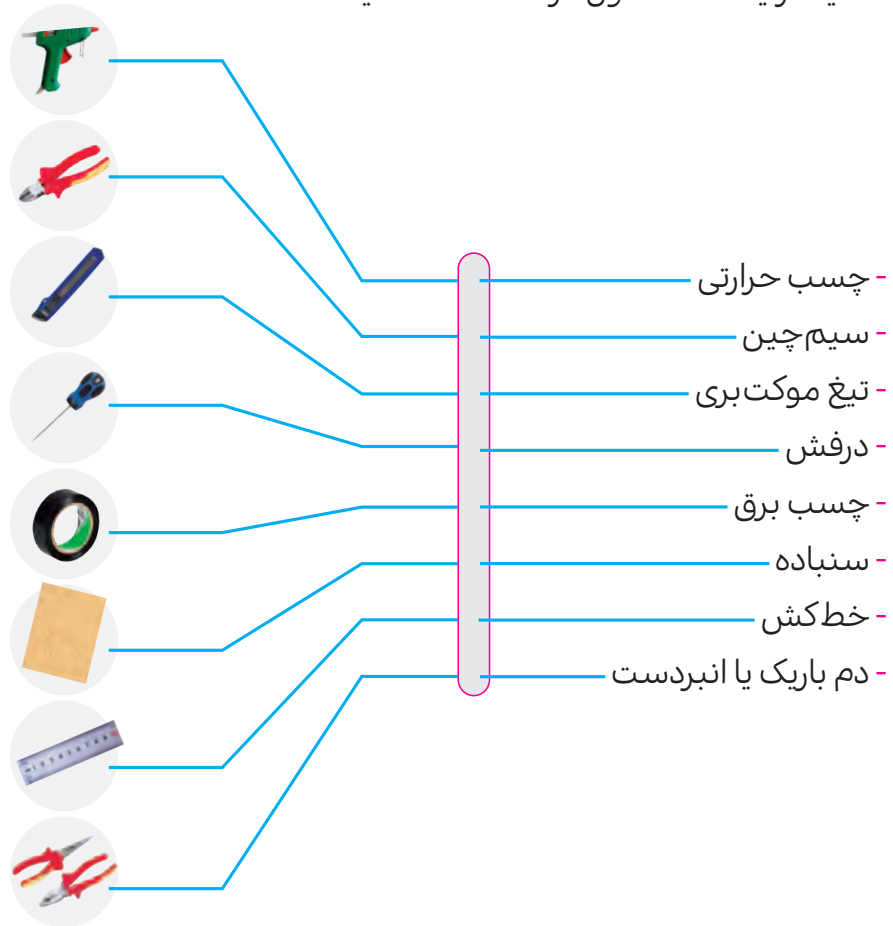 - چسب حرارتی
- سیم‌چین
- تیغ موکت‌بری
- درفش
- چسب برق
- سنباده
- خط‌کش
- دم باریک یا انبردست